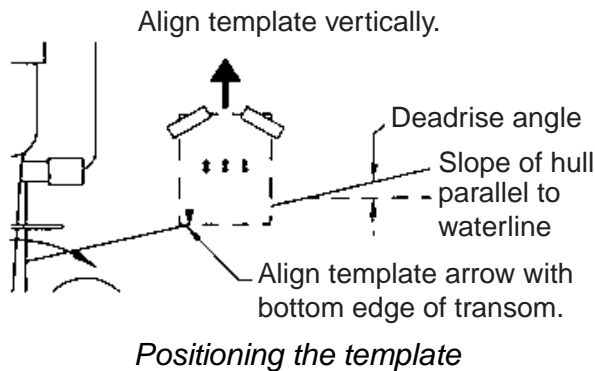 Align template vertically.
Deadrise angle
Slope of hull
parallel to
waterline
Align template arrow with
bottom edge of transom.
Positioning the template